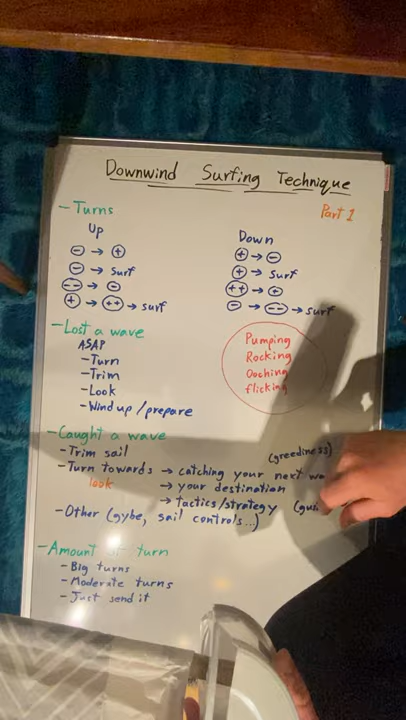 Downwind Surfing Technique
Part 1
- Turns
Up
⊖ → ⊕
⊖ → surf
(--) → ⊖
⊕ → (++) → surf
Down
⊕ → ⊖
⊕ → surf
(++) → ⊕
⊖ → (--) → surf
- Lost a wave
ASAP
- Turn
- Trim
- Look
- Wind up / prepare
Pumping
Rocking
Ooching
flicking
- Caught a wave
- Trim sail
(greediness)
- Turn towards → catching your next
look → your destination
→ tactics/strategy
- Other (gybe, sail controls...)
- Amount of turn
- Big turns
- Moderate turns
- Just send it